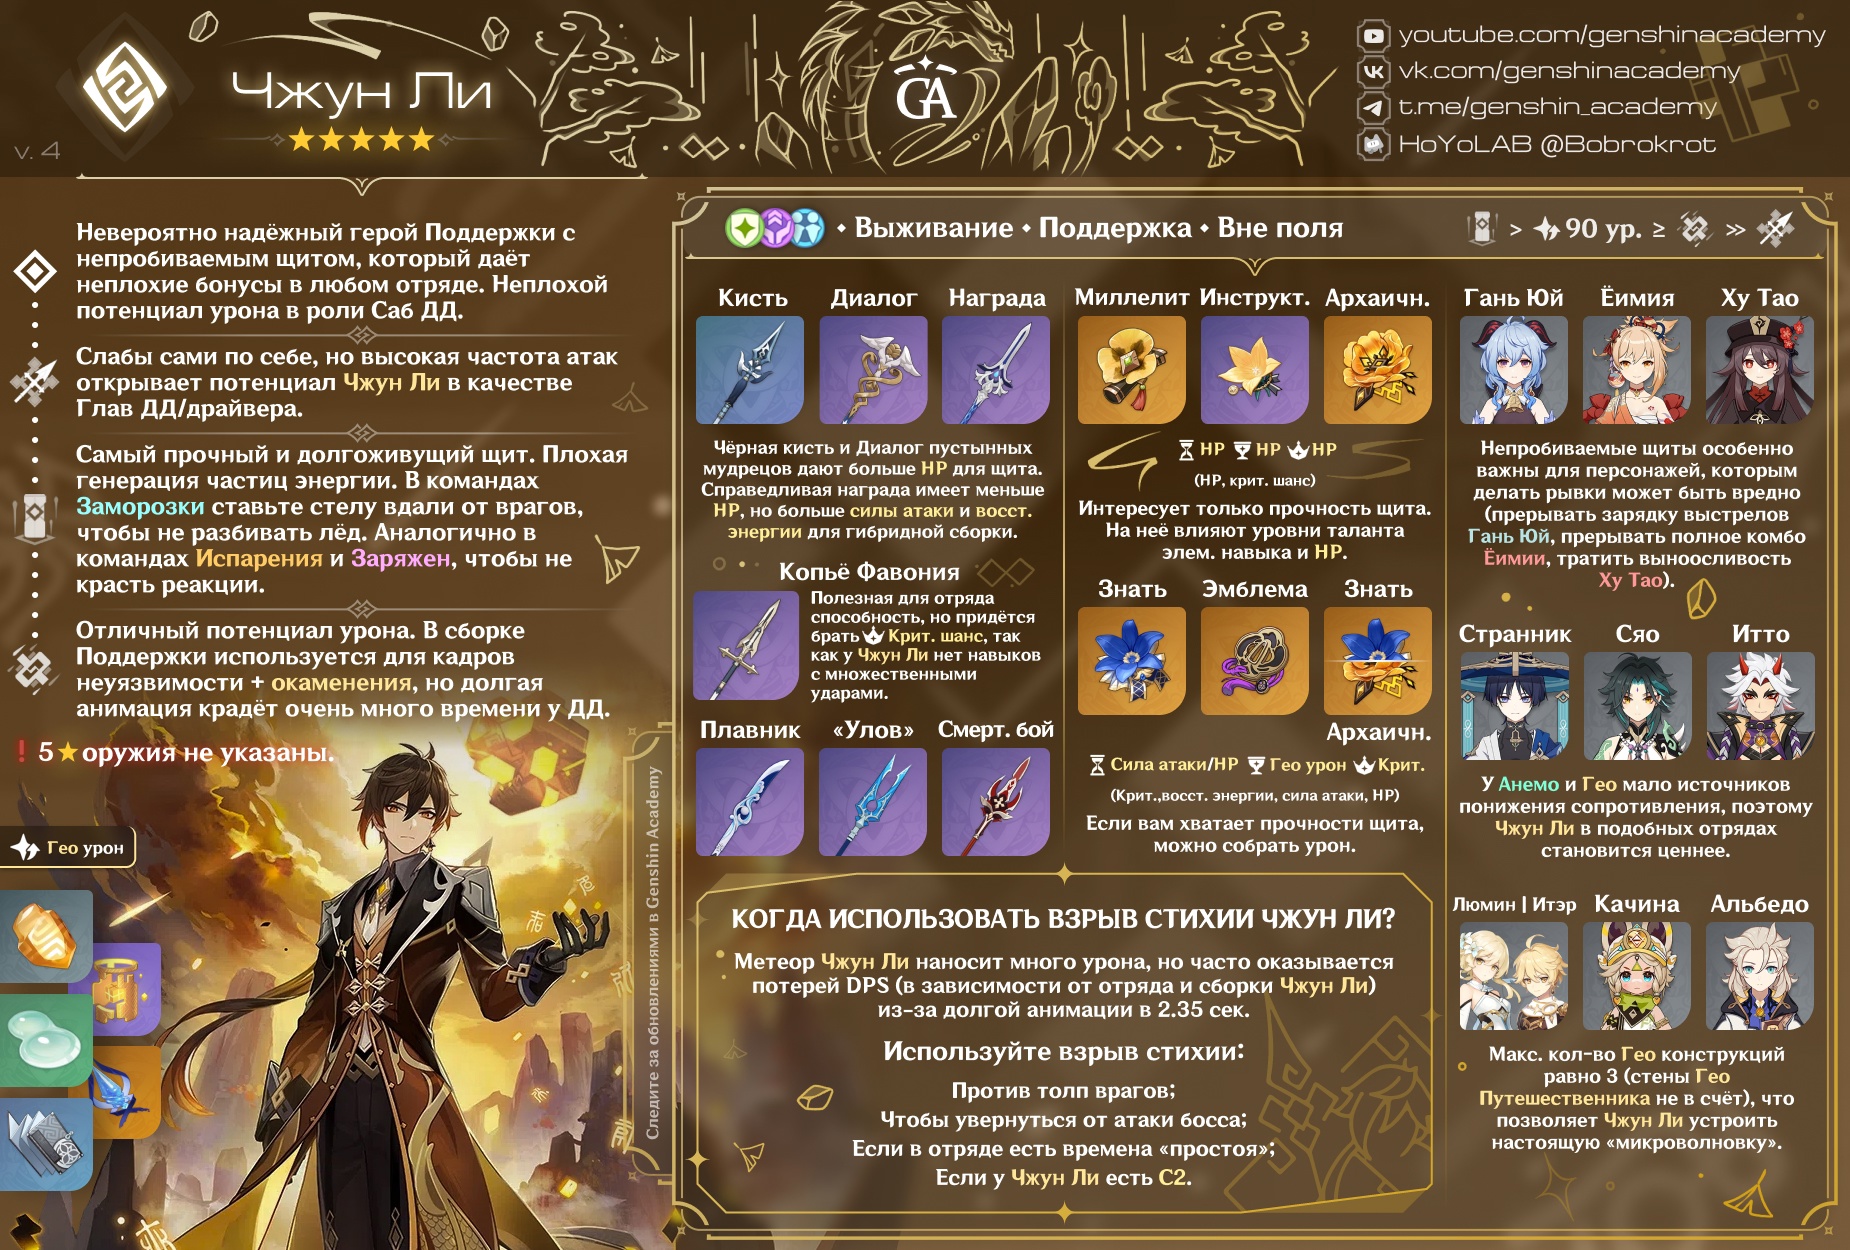 Чжун Ли
v. 4
GA
youtube.com/genshinacademy
vk.com/genshinacademy
t.me/genshin_academy
HoYoLAB @Bobrokrot
Невероятно надёжный герой Поддержки с
непробиваемым щитом, который даёт
неплохие бонусы в любом отряде. Неплохой
потенциал урона в роли Саб ДД.
Слабы сами по себе, но высокая частота атак
открывает потенциал Чжун Ли в качестве
Глав ДД/драйвера.
Самый прочный и долгоживущий щит. Плохая
генерация частиц энергии. В командах
Заморозки ставьте стелу вдали от врагов,
чтобы не разбивать лёд. Аналогично в
командах Испарения и Заряжен, чтобы не
красть реакции.
Отличный потенциал урона. В сборке
Поддержки используется для кадров
неуязвимости + окаменения, но долгая
анимация крадёт очень много времени у ДД.
! 5★оружия не указаны.
Гео урон
Следите за обновлениями в Genshin Academy
• Выживание • Поддержка • Вне поля
> 90 ур. ≥ >>
Кисть Диалог Награда
Чёрная кисть и Диалог пустынных
мудрецов дают больше HP для щита.
Справедливая награда имеет меньше
HP, но больше силы атаки и восст.
энергии для гибридной сборки.
Копьё Фавония
Полезная для отряда
способность, но придётся
брать Крит. шанс, так
как у Чжун Ли нет навыков
с множественными
ударами.
Плавник «Улов» Смерт. бой
Миллелит Инструкт. Архаичн.
HP HP HP
(HP, крит. шанс)
Интересует только прочность щита.
На неё влияют уровни таланта
элем. навыка и HP.
Знать Эмблема Знать
Архаичн.
Сила атаки/HP Гео урон Крит.
(Крит.,восст. энергии, сила атаки, HP)
Если вам хватает прочности щита,
можно собрать урон.
КОГДА ИСПОЛЬЗОВАТЬ ВЗРЫВ СТИХИИ ЧЖУН ЛИ?
Метеор Чжун Ли наносит много урона, но часто оказывается
потерей DPS (в зависимости от отряда и сборки Чжун Ли)
из-за долгой анимации в 2.35 сек.
Используйте взрыв стихии:
Против толп врагов;
Чтобы увернуться от атаки босса;
Если в отряде есть времена «простоя»;
Если у Чжун Ли есть С2.
Гань Юй Ёимия Ху Тао
Непробиваемые щиты особенно
важны для персонажей, которым
делать рывки может быть вредно
(прерывать зарядку выстрелов
Гань Юй, прерывать полное комбо
Ёимии, тратить выноосливость
Ху Тао).
Странник Сяо Итто
У Анемо и Гео мало источников
понижения сопротивления, поэтому
Чжун Ли в подобных отрядах
становится ценнее.
Люмин | Итэр Качина Альбедо
Макс. кол-во Гео конструкций
равно 3 (стены Гео
Путешественника не в счёт), что
позволяет Чжун Ли устроить
настоящую «микроволновку».